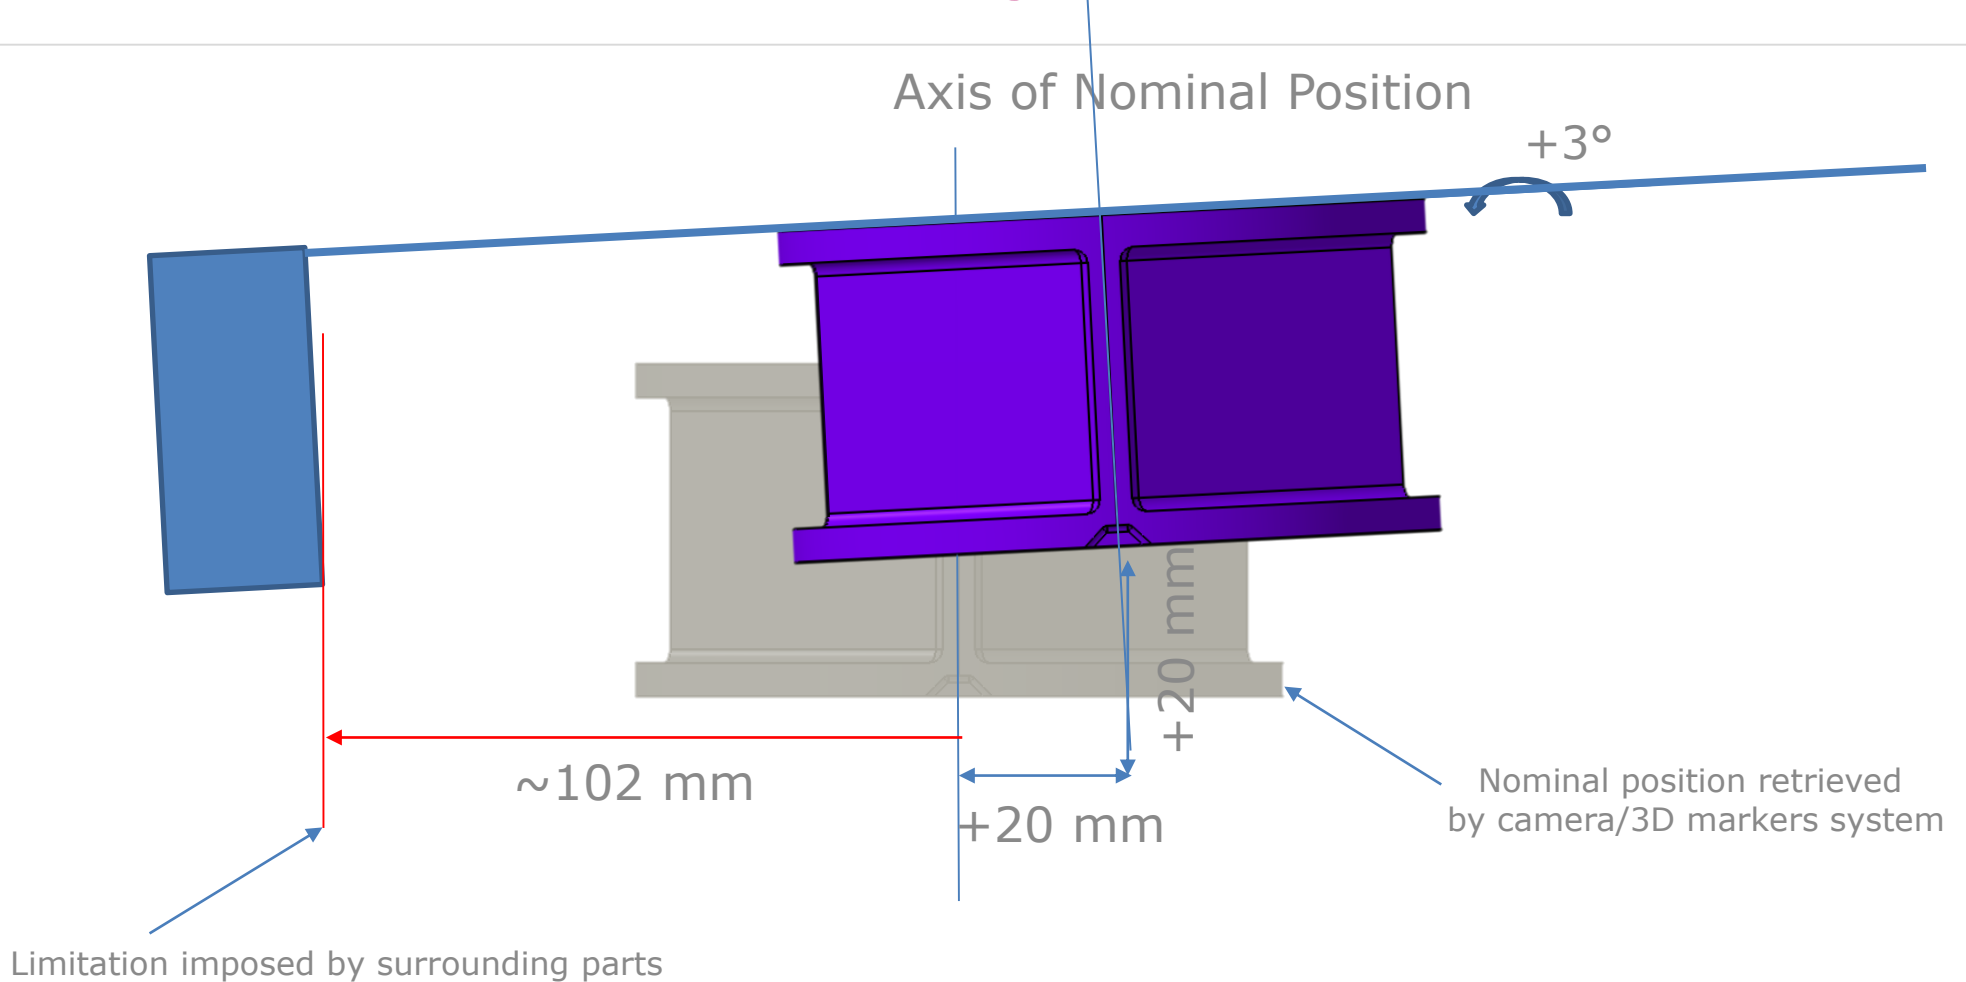 Axis of Nominal Position
+3°
+20 mm
~102 mm
+20 mm
Nominal position retrieved
by camera/3D markers system
Limitation imposed by surrounding parts